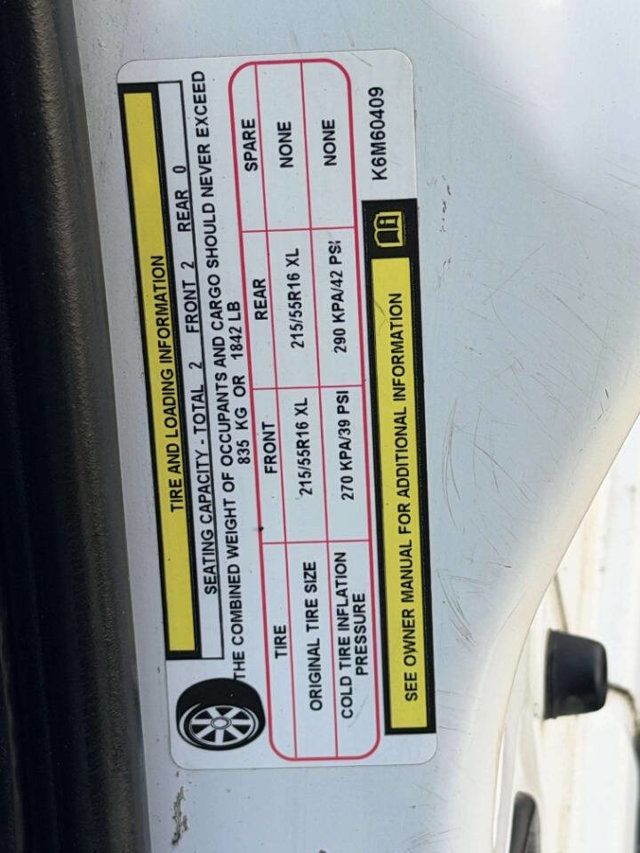 TIRE AND LOADING INFORMATION
SEATING CAPACITY - TOTAL 2 FRONT 2 REAR 0
THE COMBINED WEIGHT OF OCCUPANTS AND CARGO SHOULD NEVER EXCEED
835 KG OR 1842 LB
TIRE FRONT REAR SPARE
ORIGINAL TIRE SIZE 215/55R16 XL 215/55R16 XL NONE
COLD TIRE INFLATION
PRESSURE 270 KPA/39 PSI 290 KPA/42 PSI NONE
SEE OWNER MANUAL FOR ADDITIONAL INFORMATION
K6M60409